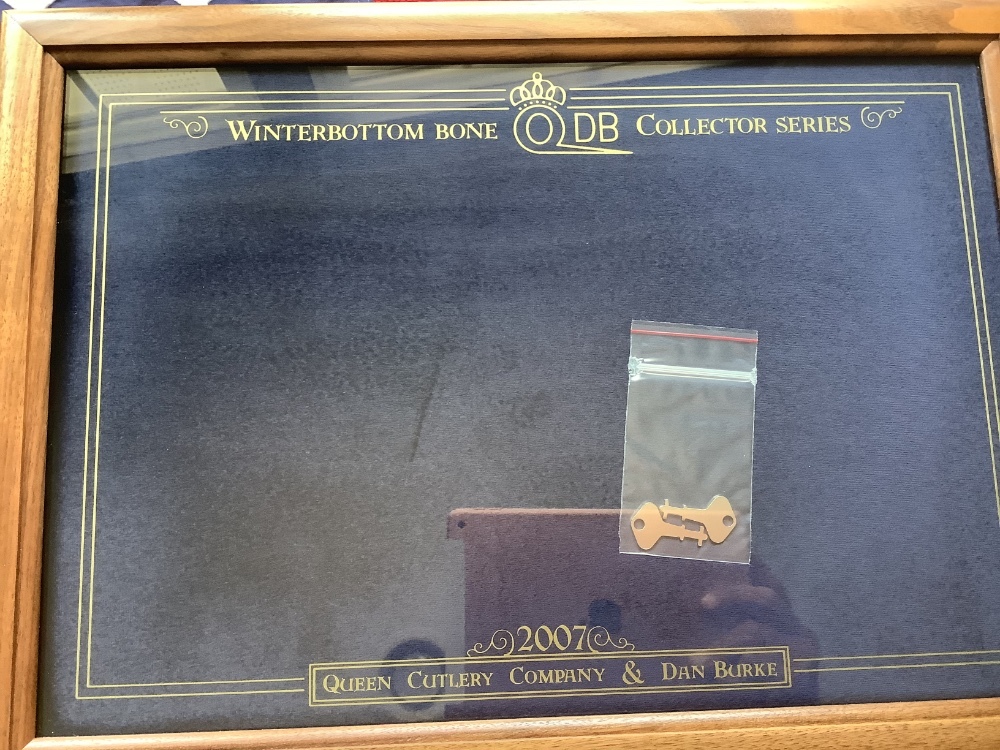 WINTERBOTTOM BONE QDB COLLECTOR SERIES
2007
QUEEN CUTLERY COMPANY & DAN BURKE